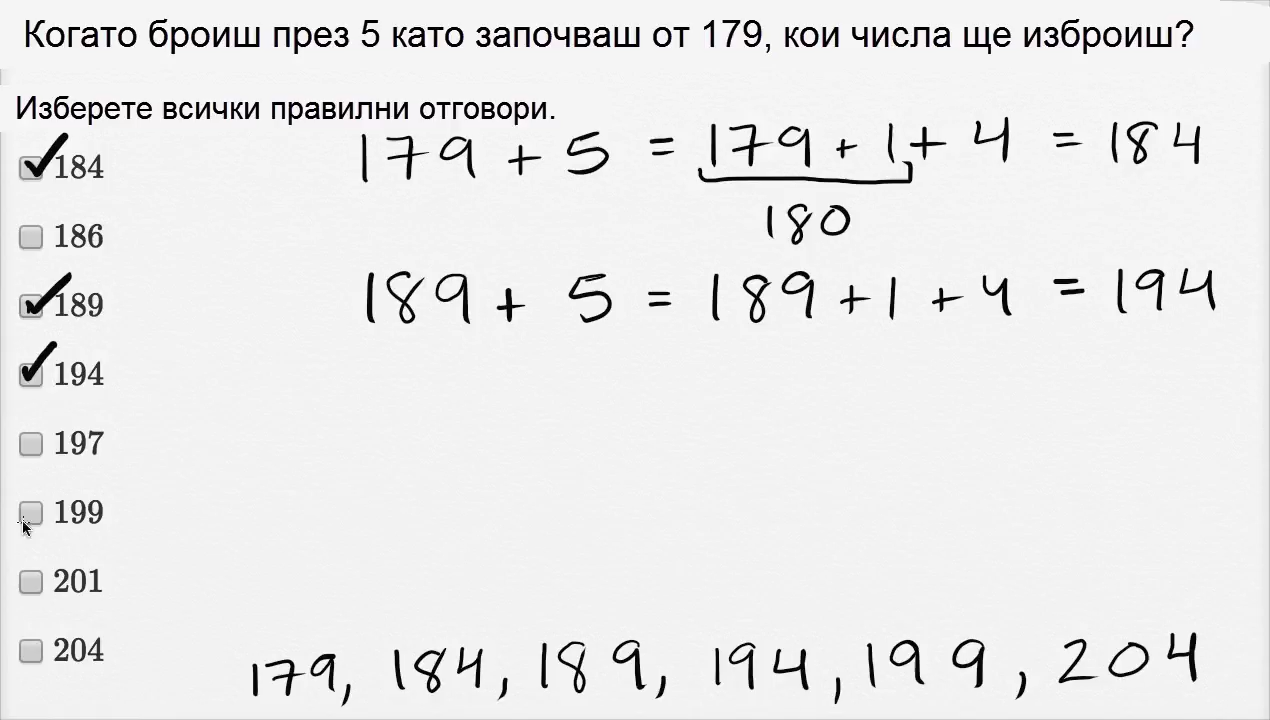 Когато броиш през 5 като започваш от 179, кои числа ще изброиш?
Изберете всички правилни отговори.
184
179 + 5 = 179 + 1 + 4 = 184
180
186
189
189 + 5 = 189 + 1 + 4 = 194
194
197
199
201
204
179, 184, 189, 194, 199, 204